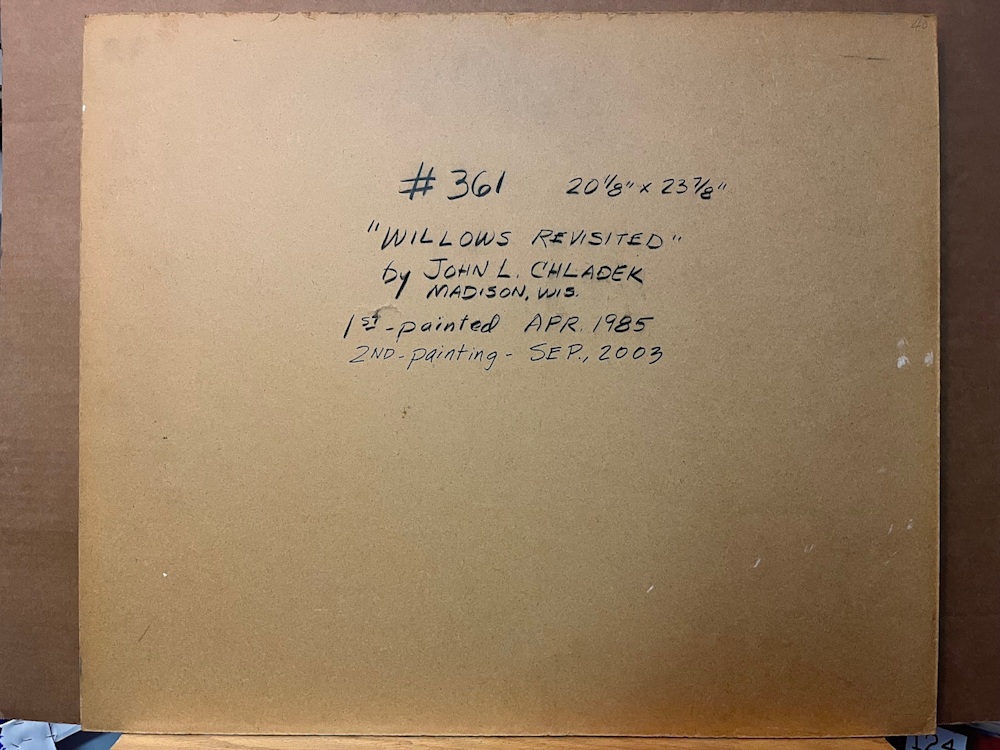 # 361 20 1/8" x 23 7/8"
"WILLOWS REVISITED"
by JOHN L. CHLADEK
MADISON, WIS.
1st - painted APR. 1985
2ND - painting - SEP., 2003